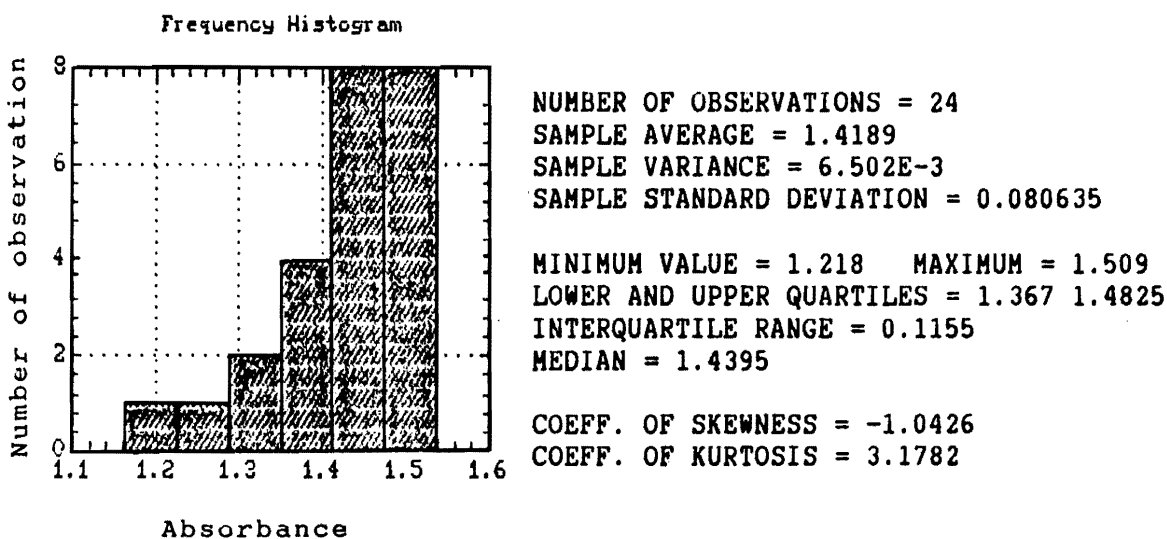 Frequency Histogram
Number of observation
8
6
4
2
0
1.1 1.2 1.3 1.4 1.5 1.6
Absorbance
NUMBER OF OBSERVATIONS = 24
SAMPLE AVERAGE = 1.4189
SAMPLE VARIANCE = 6.502E-3
SAMPLE STANDARD DEVIATION = 0.080635
MINIMUM VALUE = 1.218 MAXIMUM = 1.509
LOWER AND UPPER QUARTILES = 1.367 1.4825
INTERQUARTILE RANGE = 0.1155
MEDIAN = 1.4395
COEFF. OF SKEWNESS = -1.0426
COEFF. OF KURTOSIS = 3.1782